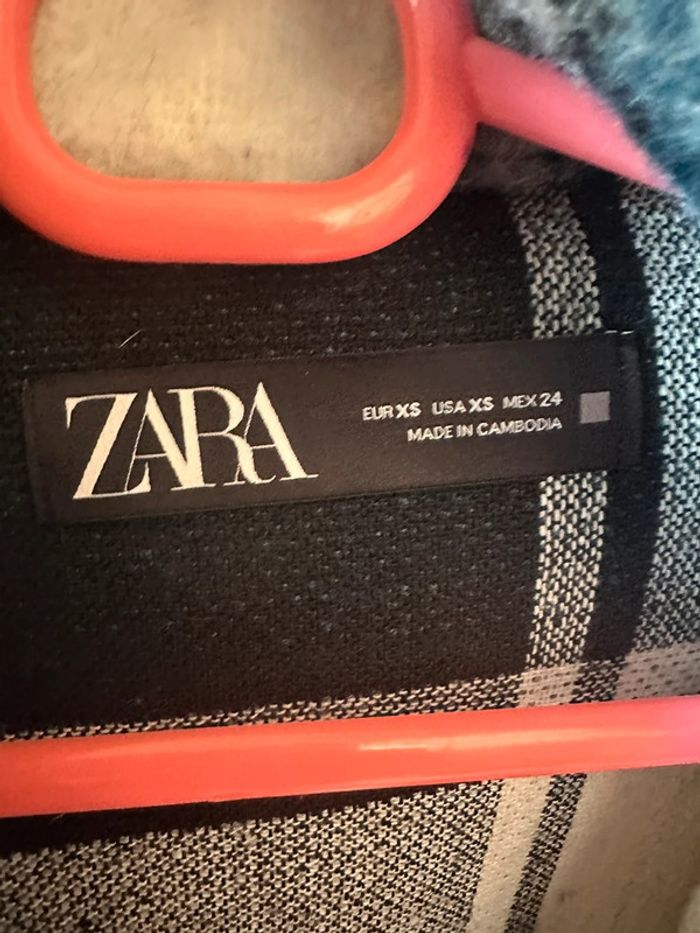 ZARA
EUR XS USA XS MEX 24
MADE IN CAMBODIA